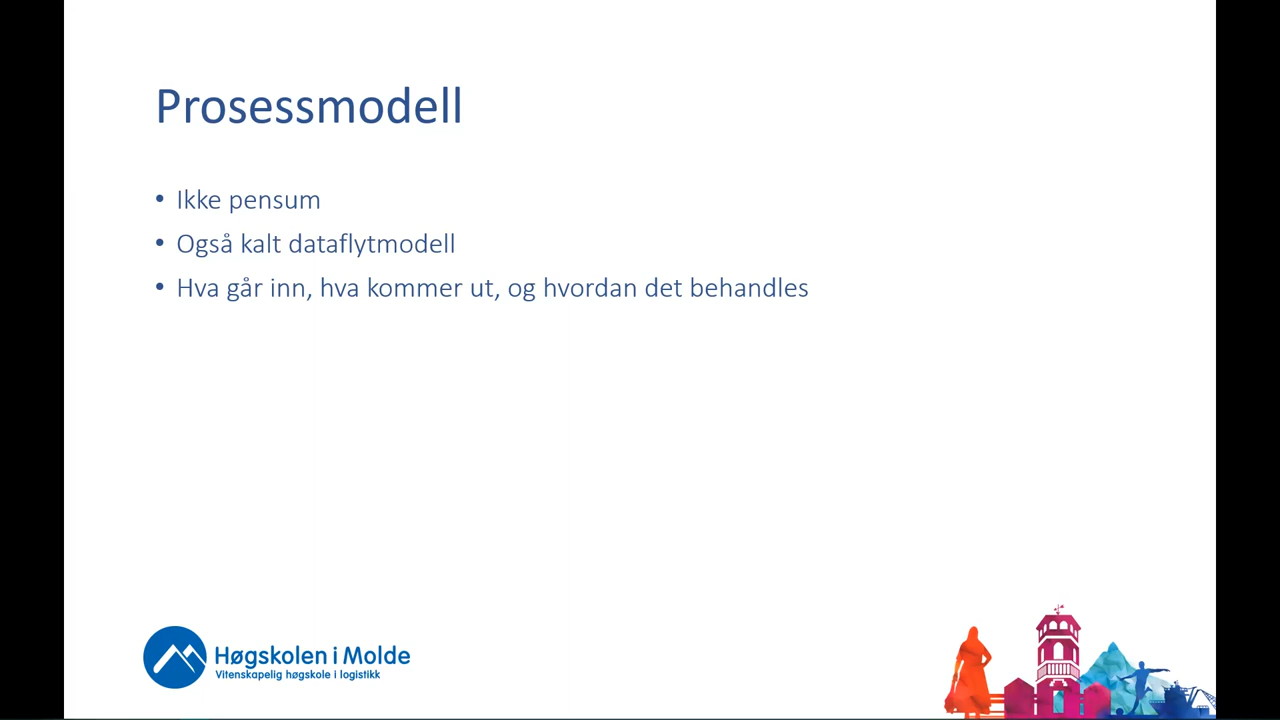 Prosessmodell
• Ikke pensum
• Også kalt dataflytmodell
• Hva går inn, hva kommer ut, og hvordan det behandles
Høgskolen i Molde
Vitenskapelig høgskole i logistikk